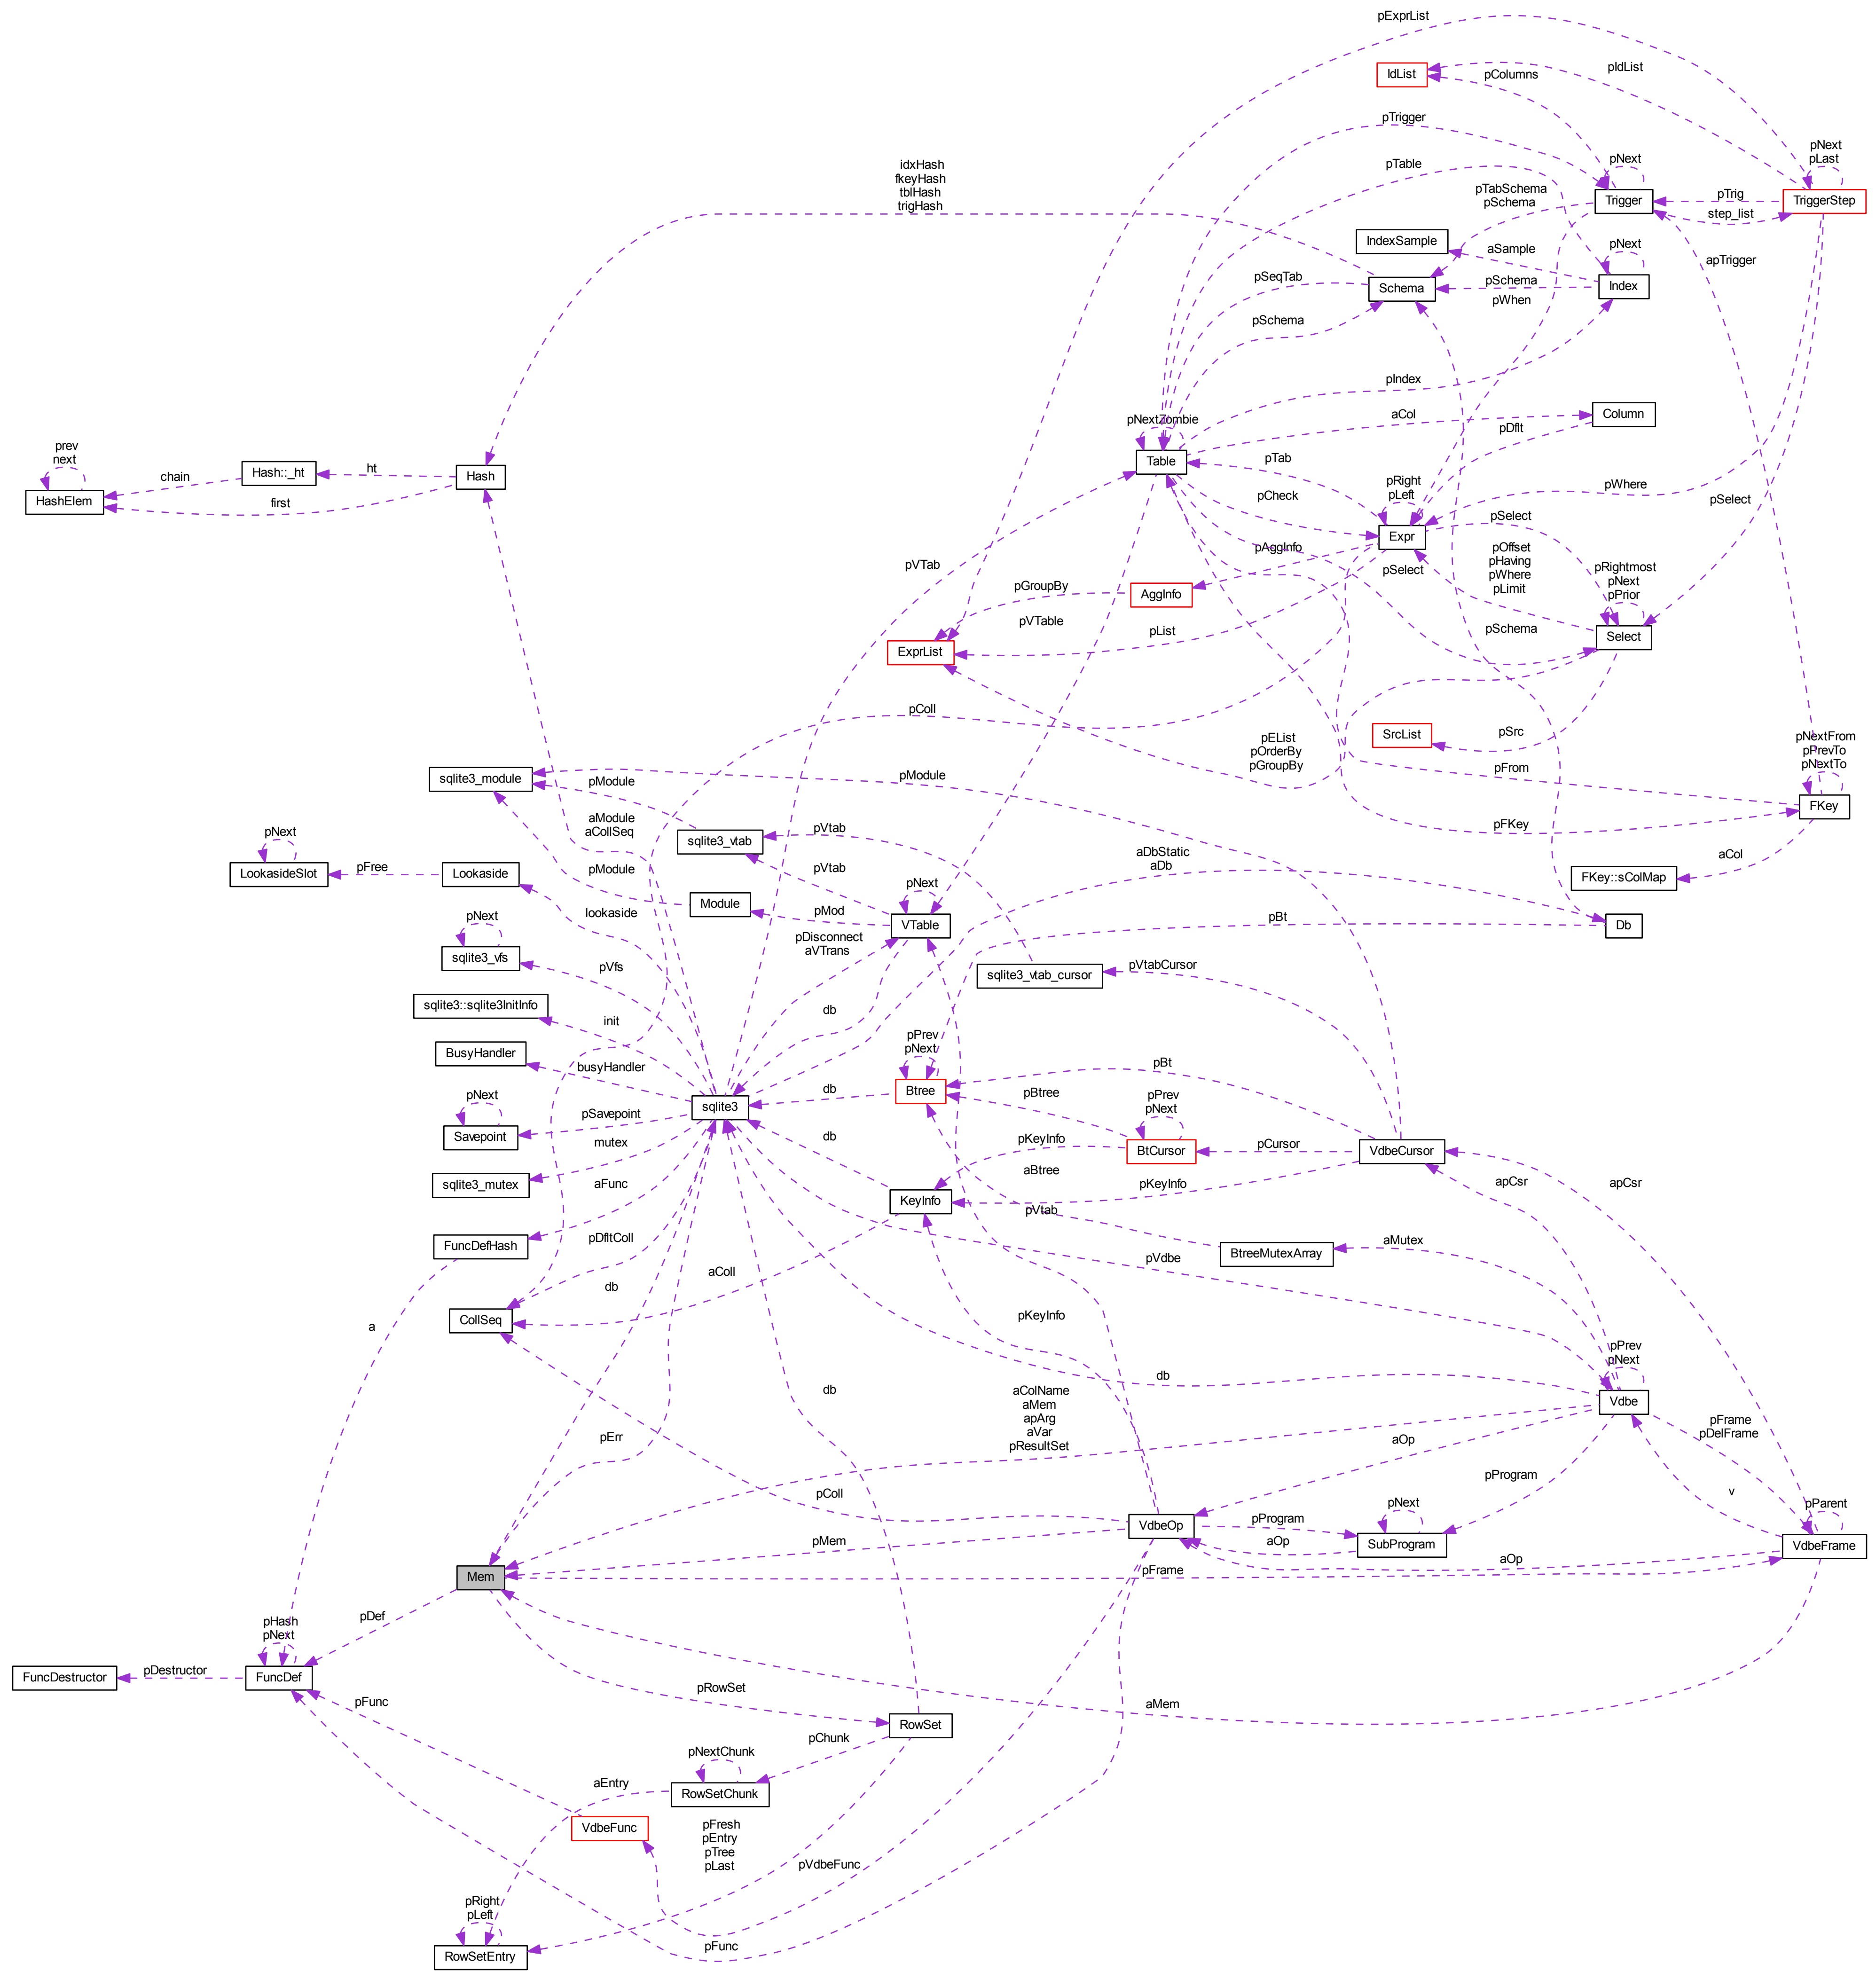 pExprList
IdList
pColumns
pIdList
pTrigger
pNext
pLast
TriggerStep
pNext
Trigger
pTrig
step_list
pTable
pTabSchema
pSchema
idxHash
fkeyHash
tblHash
trigHash
IndexSample
aSample
pNext
Index
apTrigger
pSeqTab
Schema
pSchema
pWhen
pSchema
pIndex
aCol
Column
pDflt
pNextZombie
Table
pTab
pCheck
pRight
pLeft
Expr
pWhere
pSelect
pSelect
prev
next
HashElem
chain
Hash::_ht
ht
first
Hash
pVTab
pAggInfo
pSelect
pOffset
pHaving
pWhere
pLimit
pRightmost
pNext
pPrior
Select
pGroupBy
AggInfo
pVTable
ExprList
pList
pSchema
pColl
pEList
pOrderBy
pGroupBy
SrcList
pSrc
pFrom
pNextFrom
pPrevTo
pNextTo
FKey
pFKey
aCol
FKey::sColMap
sqlite3_module
pModule
pModule
aModule
aCollSeq
sqlite3_vtab
pVtab
pNext
LookasideSlot
pFree
Lookaside
pModule
Module
pVtab
pMod
pNext
VTable
aDbStatic
aDb
pBt
Db
lookaside
pNext
sqlite3_vfs
pVfs
pDisconnect
aVTrans
sqlite3_vtab_cursor
pVtabCursor
sqlite3::sqlite3InitInfo
init
db
BusyHandler
busyHandler
pPrev
pNext
Btree
db
pBt
pBtree
sqlite3
pNext
Savepoint
pSavepoint
mutex
sqlite3_mutex
aFunc
db
pKeyInfo
pPrev
pNext
BtCursor
pCursor
VdbeCursor
aBtree
pKeyInfo
KeyInfo
pVtab
apCsr
apCsr
FuncDefHash
pDfltColl
aColl
BtreeMutexArray
aMutex
pVdbe
db
CollSeq
a
pKeyInfo
pPrev
pNext
Vdbe
db
db
aColName
aMem
apArg
aVar
pResultSet
pFrame
pDelFrame
pErr
aOp
pProgram
v
pColl
VdbeOp
pProgram
pNext
SubProgram
aOp
pParent
VdbeFrame
aOp
pMem
Mem
pFrame
pDef
pHash
pNext
FuncDef
pDestructor
FuncDestructor
pRowSet
pFunc
RowSet
aMem
pChunk
pNextChunk
RowSetChunk
aEntry
VdbeFunc
pFresh
pEntry
pTree
pLast
pVdbeFunc
pRight
pLeft
RowSetEntry
pFunc